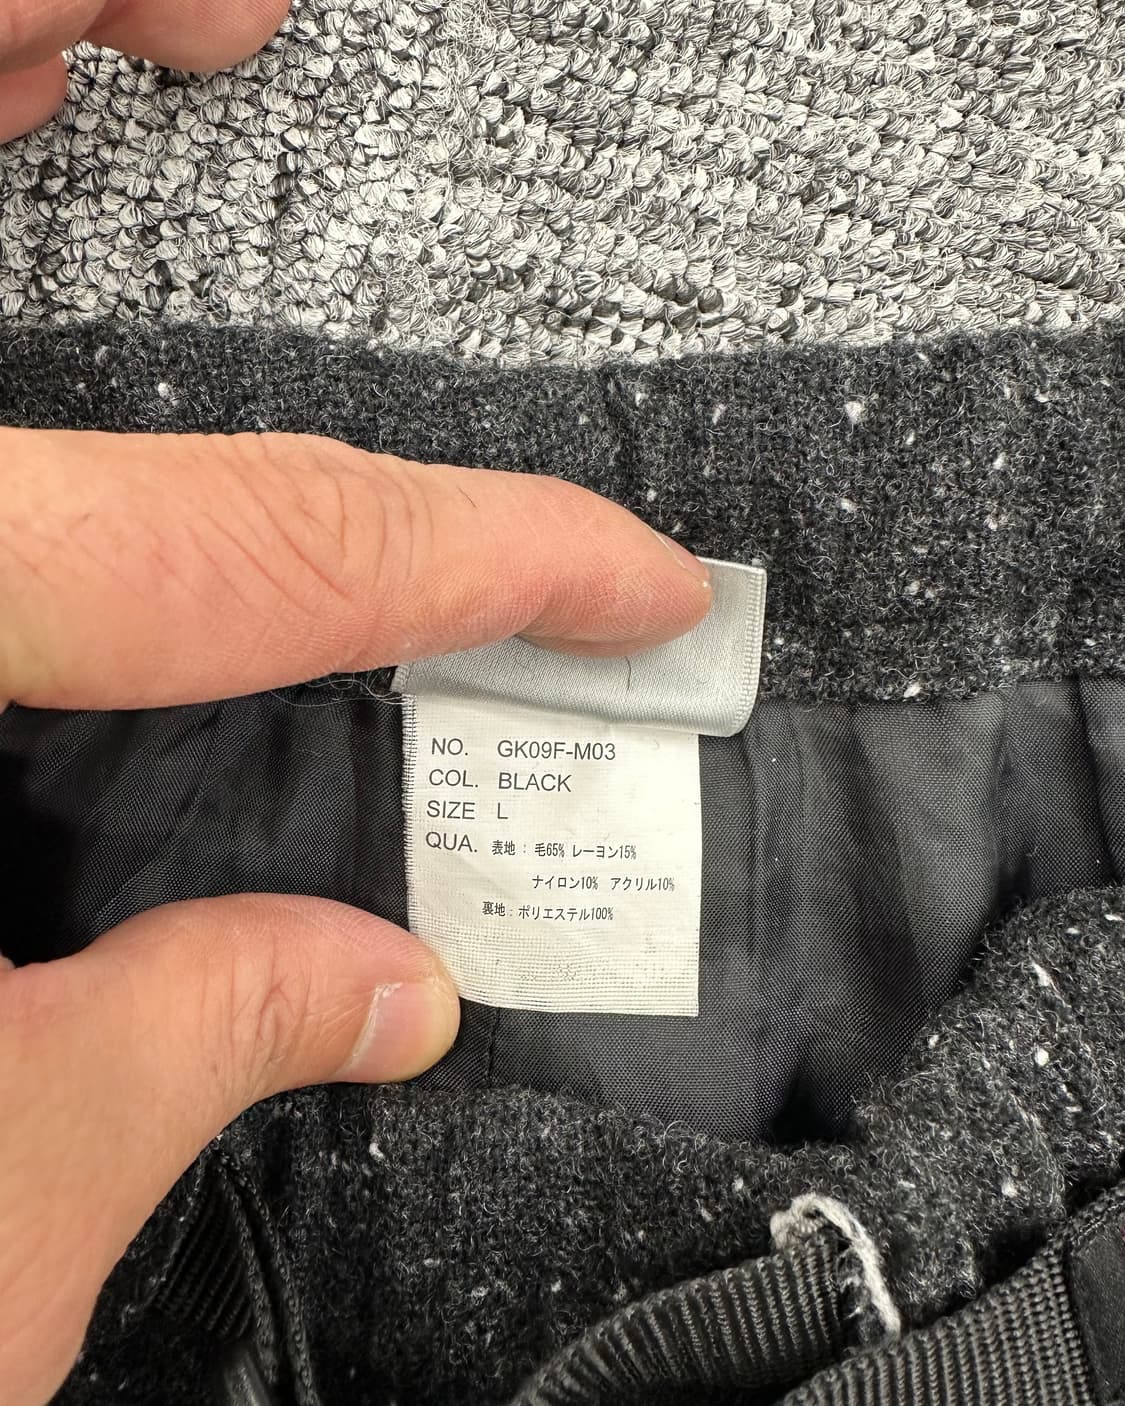 NO. GK09F-M03
COL. BLACK
SIZE L
QUA. 表地：毛65% レーヨン15%
ナイロン10% アクリル10%
裏地：ポリエステル100%